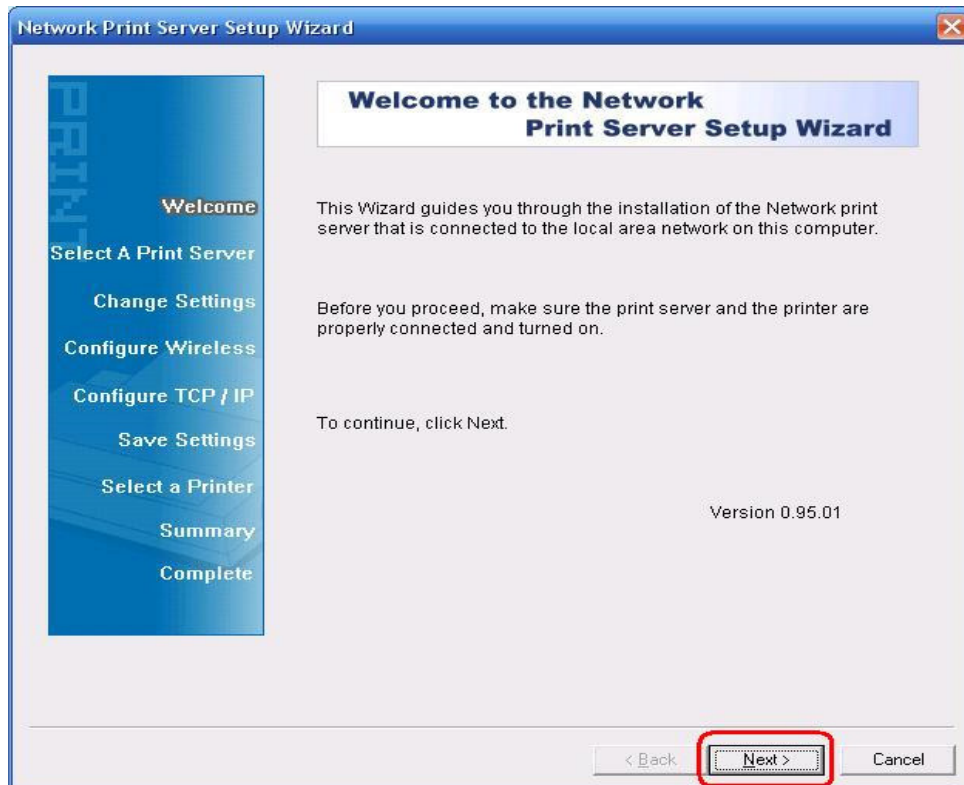 Network Print Server Setup Wizard
PRINT
Welcome
Select A Print Server
Change Settings
Configure Wireless
Configure TCP / IP
Save Settings
Select a Printer
Summary
Complete
Welcome to the Network
Print Server Setup Wizard
This Wizard guides you through the installation of the Network print
server that is connected to the local area network on this computer.
Before you proceed, make sure the print server and the printer are
properly connected and turned on.
To continue, click Next.
Version 0.95.01
< Back
Next >
Cancel